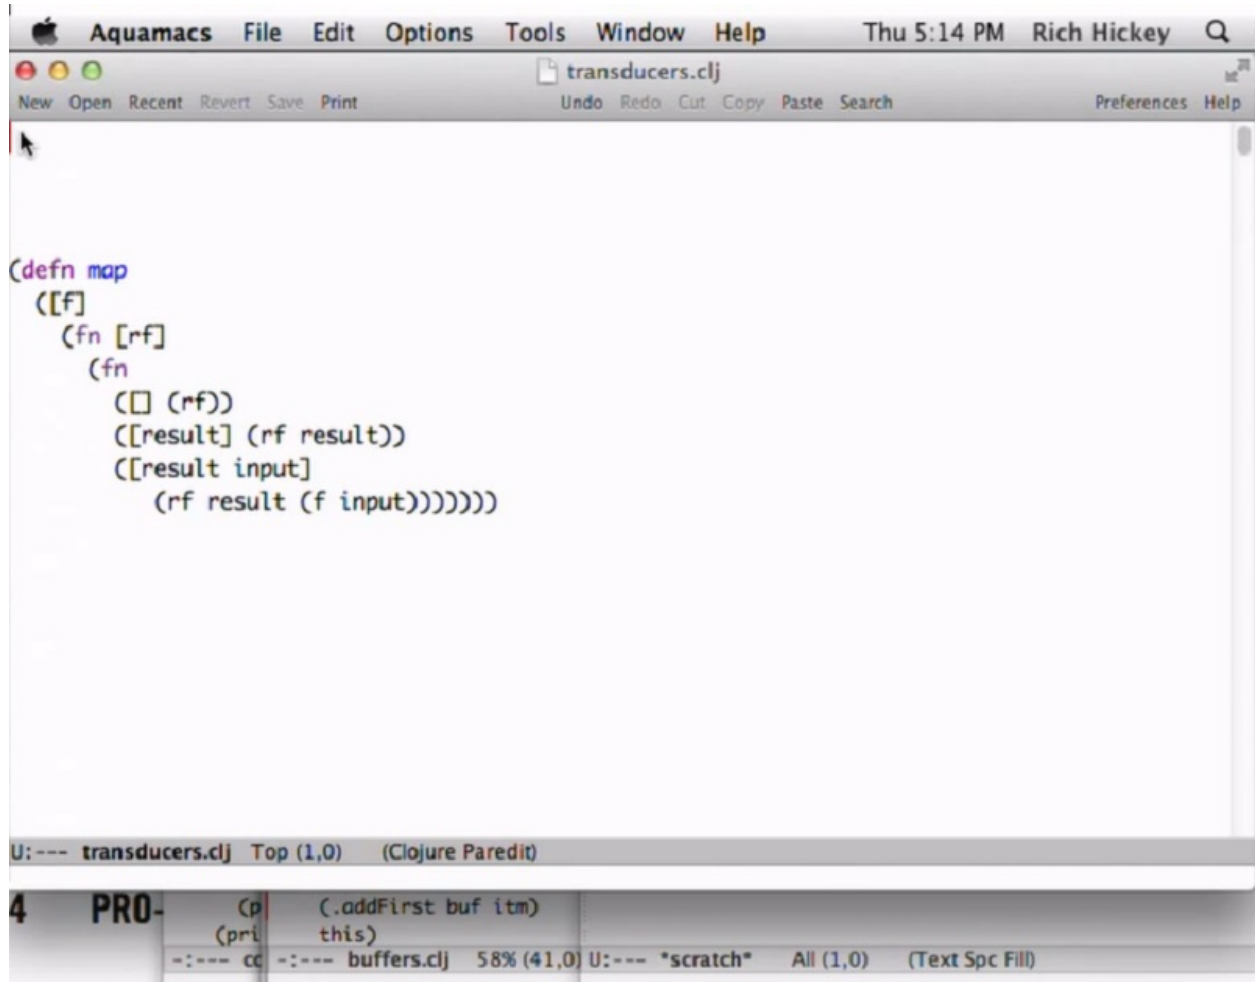 Aquamacs File Edit Options Tools Window Help Thu 5:14 PM Rich Hickey
transducers.clj
New Open Recent Revert Save Print Undo Redo Cut Copy Paste Search Preferences Help
(defn map
([f]
(fn [rf]
(fn
([] (rf))
([result] (rf result))
([result input]
(rf result (f input)))))))
U:--- transducers.clj Top (1,0) (Clojure Paredit)
4 PRO- (p (.addFirst buf itm)
(pri this)
-:--- cc -:--- buffers.clj 58% (41,0) U:--- *scratch* All (1,0) (Text Spc Fill)